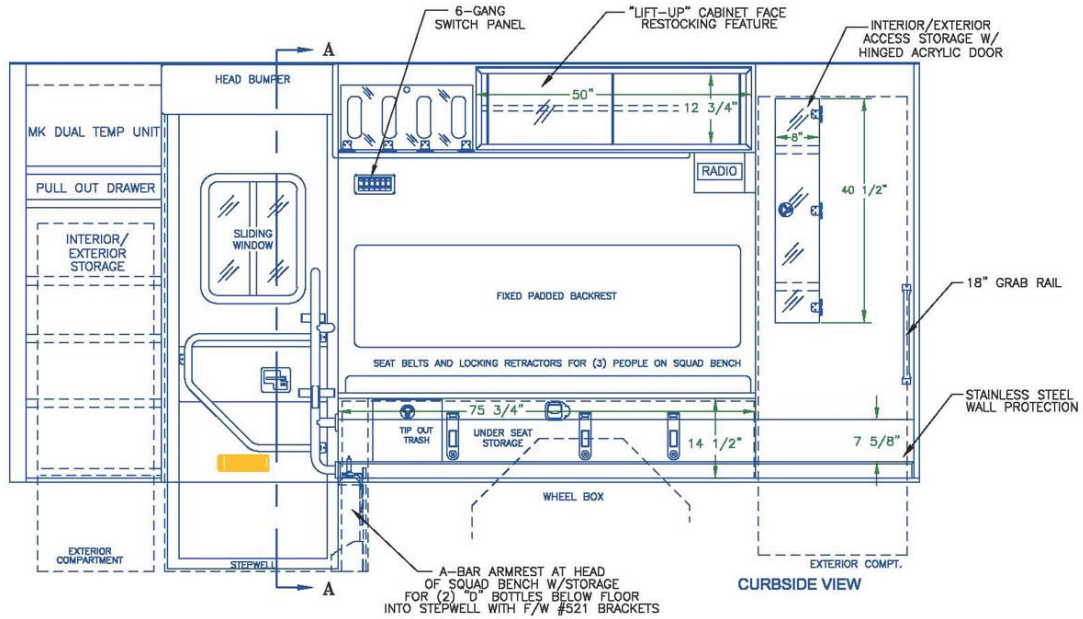 6-GANG
SWITCH PANEL
"LIFT-UP" CABINET FACE
RESTOCKING FEATURE
INTERIOR/EXTERIOR
ACCESS STORAGE W/
HINGED ACRYLIC DOOR
A
HEAD BUMPER
50"
12 3/4"
8"
MK DUAL TEMP UNIT
RADIO
PULL OUT DRAWER
40 1/2"
INTERIOR/
EXTERIOR
STORAGE
SLIDING
WINDOW
18" GRAB RAIL
FIXED PADDED BACKREST
SEAT BELTS AND LOCKING RETRACTORS FOR (3) PEOPLE ON SQUAD BENCH
STAINLESS STEEL
WALL PROTECTION
75 3/4"
TIP OUT
TRASH
UNDER SEAT
STORAGE
14 1/2"
7 5/8"
WHEEL BOX
EXTERIOR
COMPARTMENT
STEPWELL
EXTERIOR COMPT.
A
A-BAR ARMREST AT HEAD
OF SQUAD BENCH W/STORAGE
FOR (2) "D" BOTTLES BELOW FLOOR
INTO STEPWELL WITH F/W #521 BRACKETS
CURBSIDE VIEW